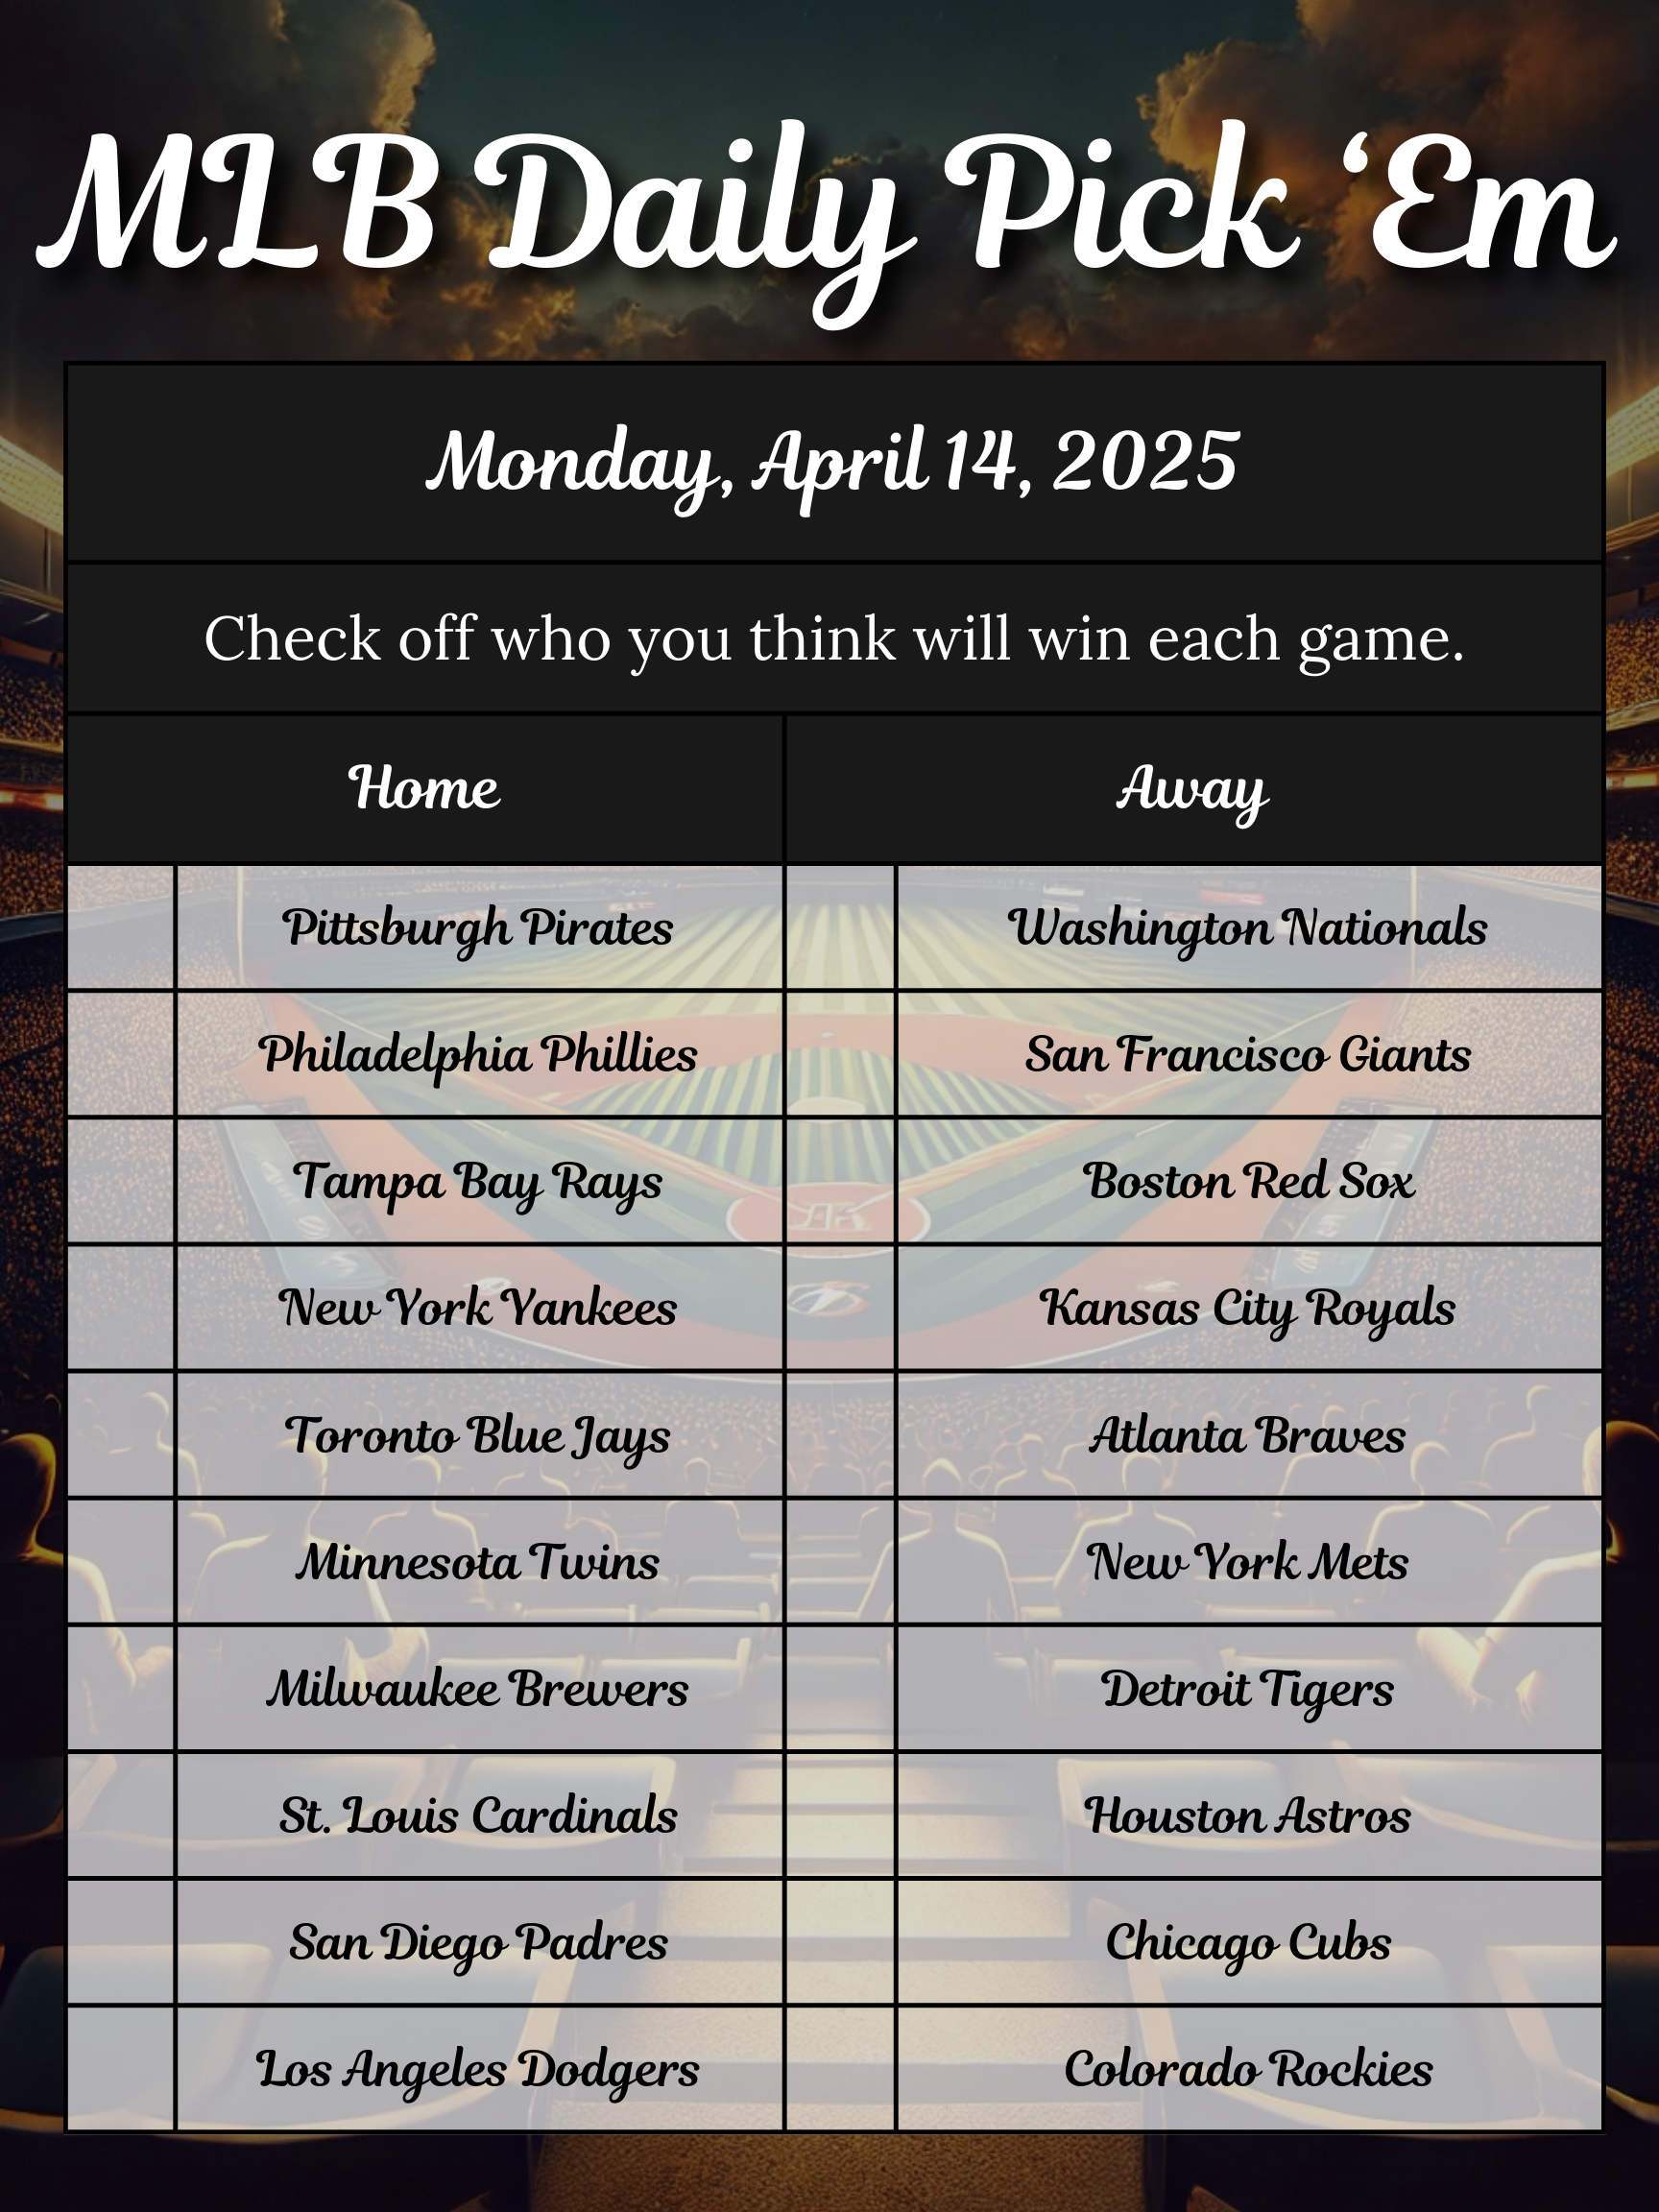 MLB Daily Pick ‘Em
Monday, April 14, 2025
Check off who you think will win each game.
Home Away
Pittsburgh Pirates Washington Nationals
Philadelphia Phillies San Francisco Giants
Tampa Bay Rays Boston Red Sox
New York Yankees Kansas City Royals
Toronto Blue Jays Atlanta Braves
Minnesota Twins New York Mets
Milwaukee Brewers Detroit Tigers
St. Louis Cardinals Houston Astros
San Diego Padres Chicago Cubs
Los Angeles Dodgers Colorado Rockies